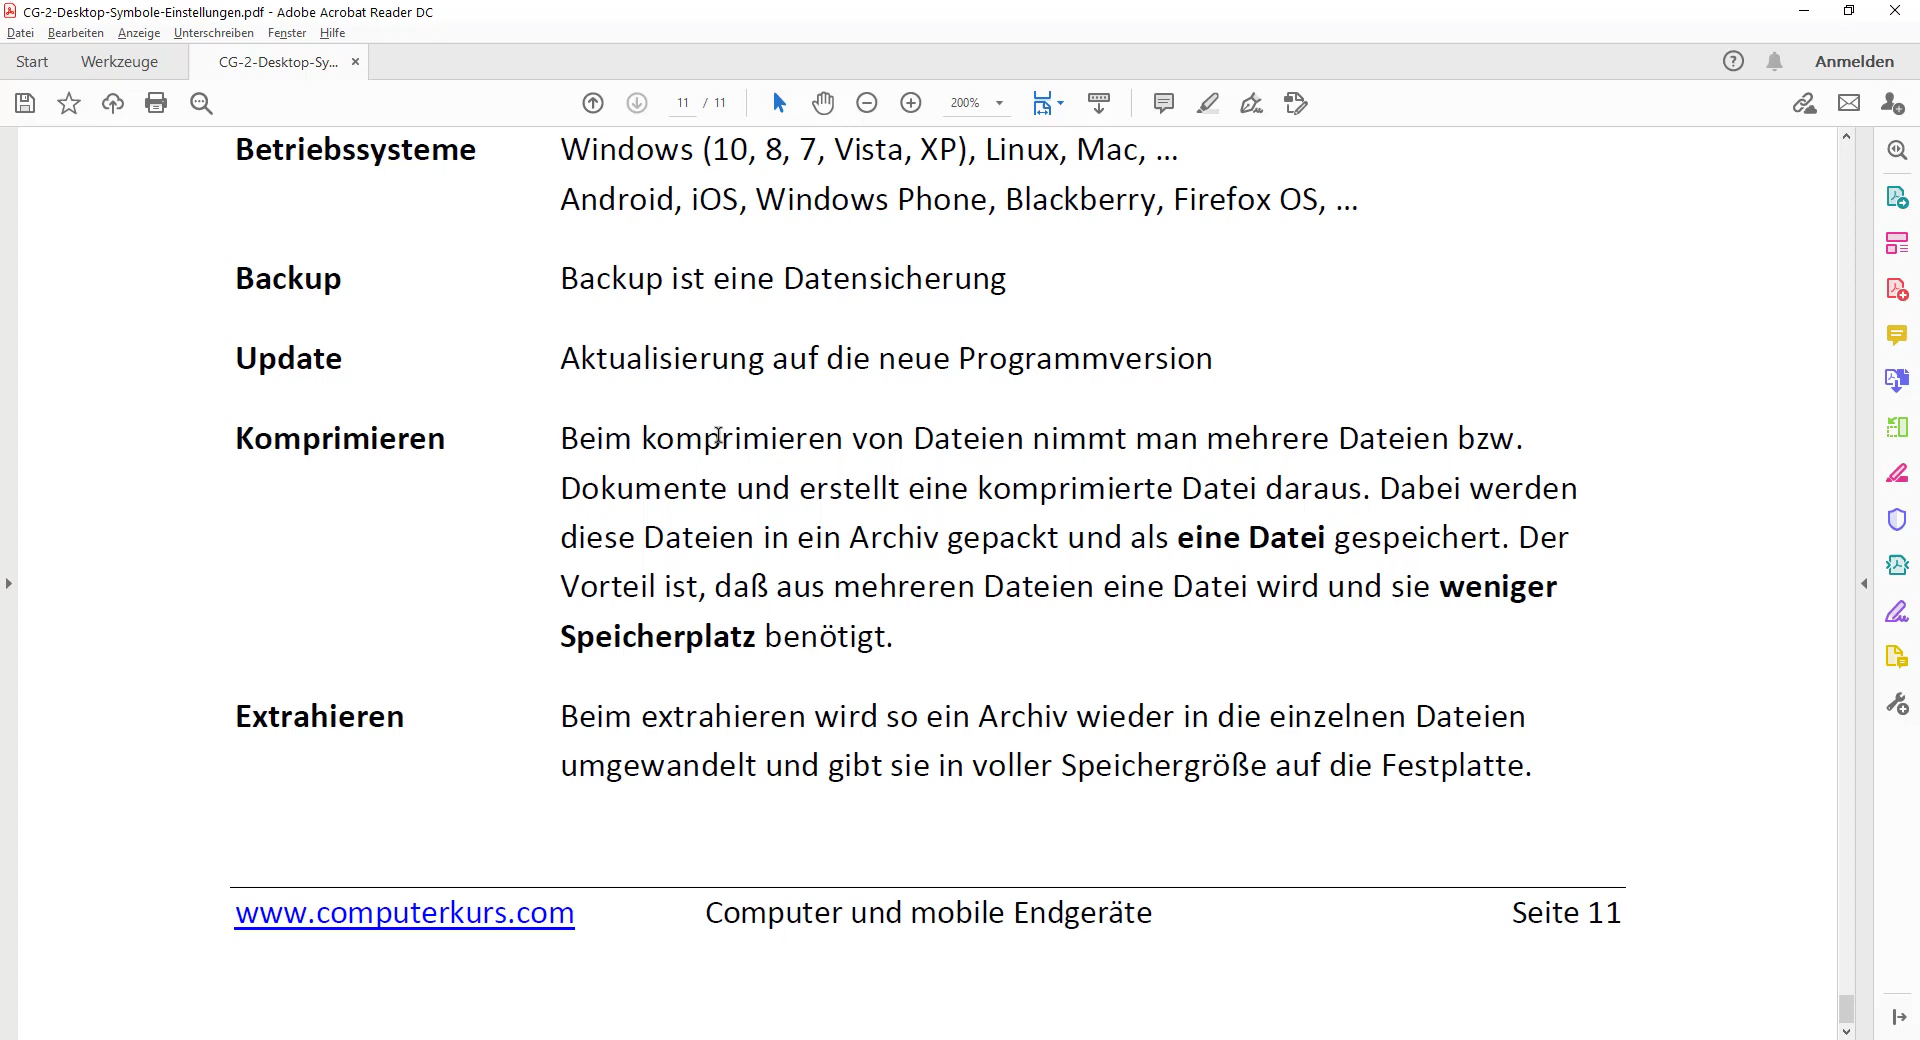 CG-2-Desktop-Symbole-Einstellungen.pdf - Adobe Acrobat Reader DC
Datei Bearbeiten Anzeige Unterschreiben Fenster Hilfe
Start Werkzeuge CG-2-Desktop-Sy... × Anmelden
11 / 11 200%
Betriebssysteme Windows (10, 8, 7, Vista, XP), Linux, Mac, ...
Android, iOS, Windows Phone, Blackberry, Firefox OS, ...
Backup Backup ist eine Datensicherung
Update Aktualisierung auf die neue Programmversion
Komprimieren Beim komprimieren von Dateien nimmt man mehrere Dateien bzw.
Dokumente und erstellt eine komprimierte Datei daraus. Dabei werden
diese Dateien in ein Archiv gepackt und als eine Datei gespeichert. Der
Vorteil ist, daß aus mehreren Dateien eine Datei wird und sie weniger
Speicherplatz benötigt.
Extrahieren Beim extrahieren wird so ein Archiv wieder in die einzelnen Dateien
umgewandelt und gibt sie in voller Speichergröße auf die Festplatte.
www.computerkurs.com Computer und mobile Endgeräte Seite 11